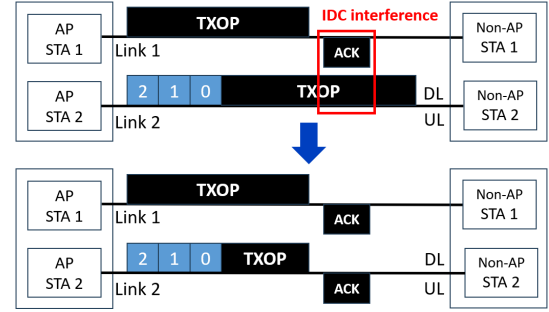 IDC interference
AP
STA 1
TXOP
Non-AP
STA 1
Link 1
ACK
AP
STA 2
2 1 0
TXOP
DL
Non-AP
STA 2
Link 2
UL
AP
STA 1
TXOP
Non-AP
STA 1
Link 1
ACK
AP
STA 2
2 1 0
TXOP
DL
Non-AP
STA 2
Link 2
ACK
UL